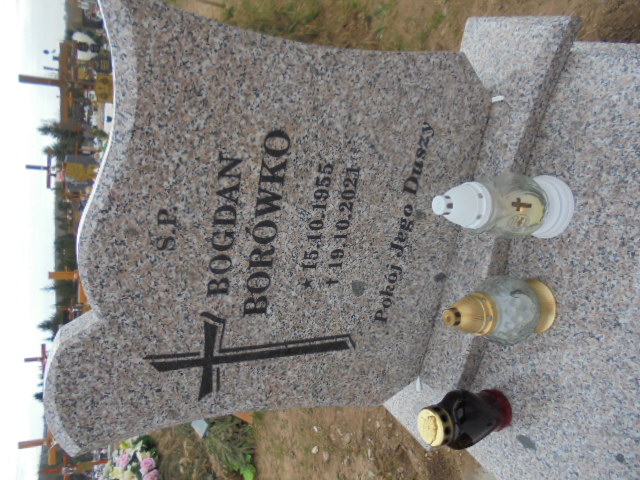 Ś.P.
BOGDAN
BORÓWKO
* 15.10.1955
† 19.10.2021
Pokój Jego Duszy